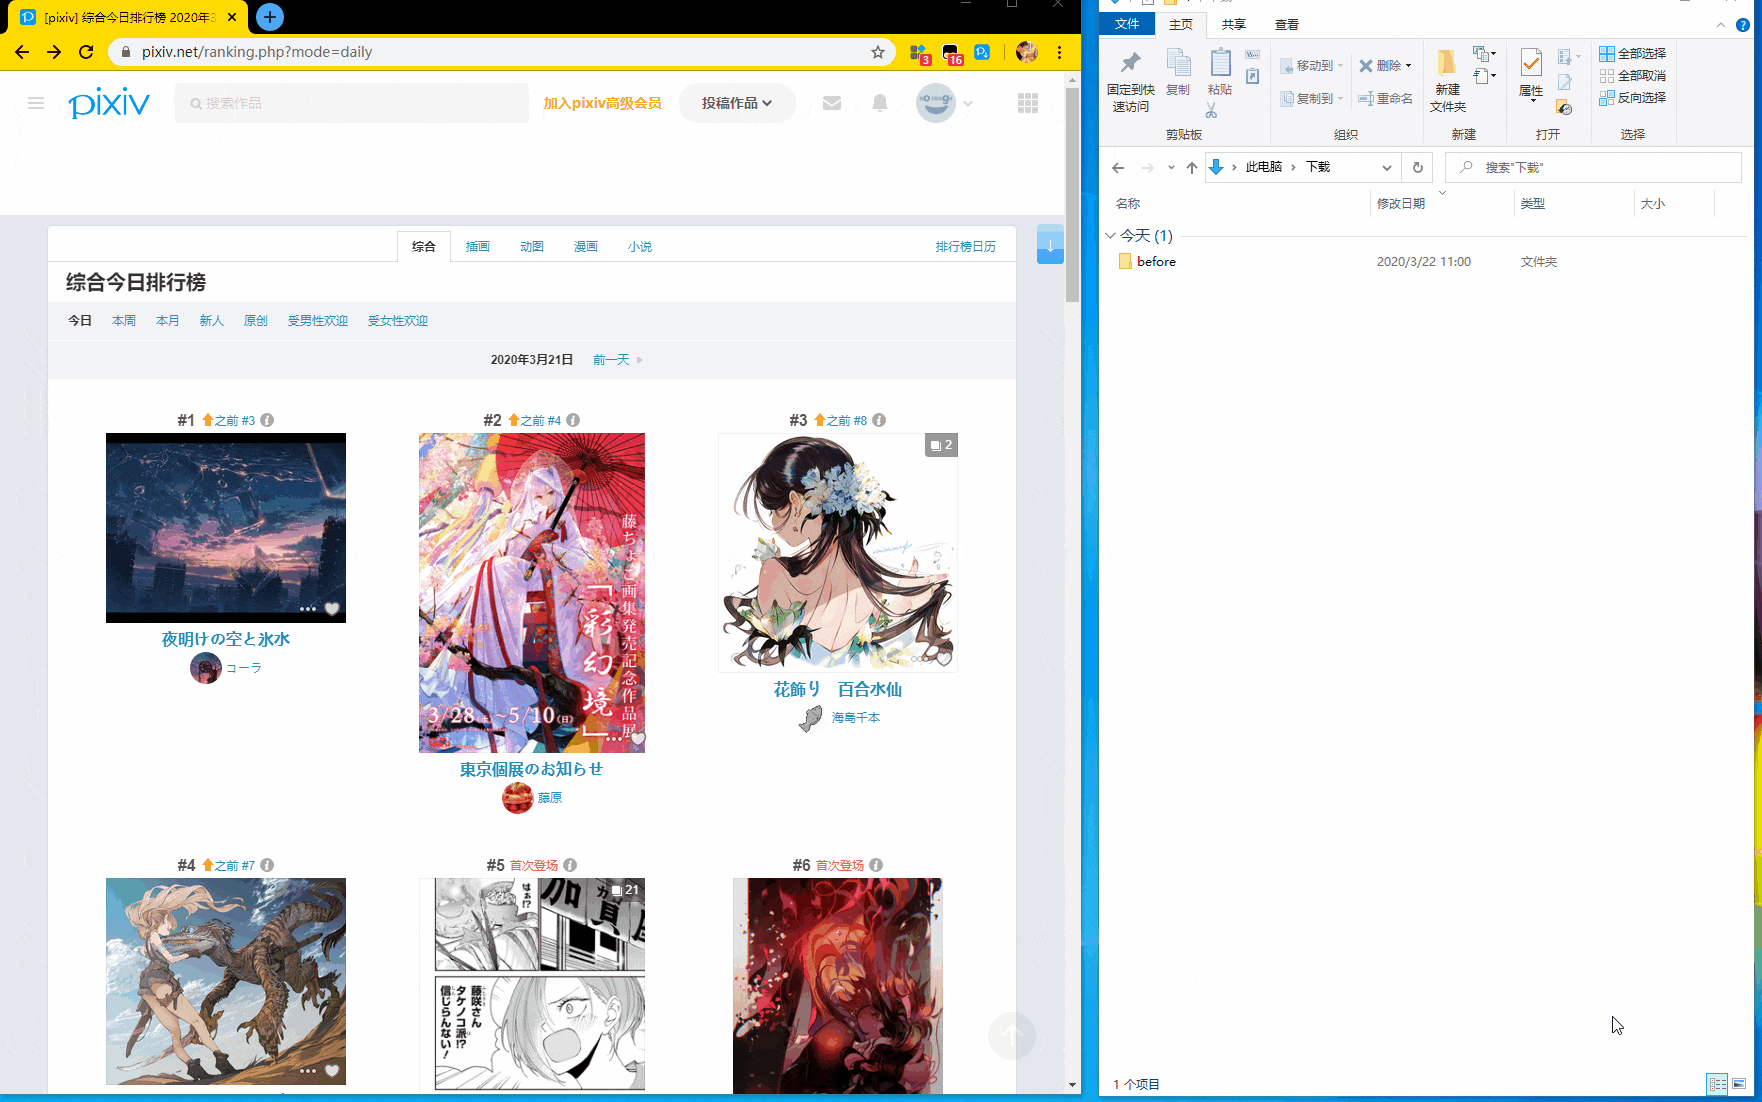 [pixiv] 综合今日排行榜 2020年3
pixiv.net/ranking.php?mode=daily
3
16
pixiv
搜索作品
加入pixiv高级会员
投稿作品
综合
插画
动图
漫画
小说
排行榜日历
综合今日排行榜
今日
本周
本月
新人
原创
受男性欢迎
受女性欢迎
2020年3月21日
前一天
#1 之前 #3
#2 之前 #4
#3 之前 #8
2
藤ちょこ画集発売記念作品展
「彩幻境」
3/28(土)~5/10(日)
夜明けの空と氷水
コーラ
東京個展のお知らせ
藤原
花飾り 百合水仙
海島千本
#4 之前 #7
#5 首次登场
#6 首次登场
21
はぁ!?
加賀
藤咲さん
タケノコ派!?
信じらんない!
文件
主页
共享
查看
固定到快速访问
复制
粘贴
剪贴板
移动到
复制到
删除
重命名
组织
新建
文件夹
新建
属性
打开
全部选择
全部取消
反向选择
选择
此电脑
下载
搜索"下载"
名称
修改日期
类型
大小
今天 (1)
before
2020/3/22 11:00
文件夹
1 个项目